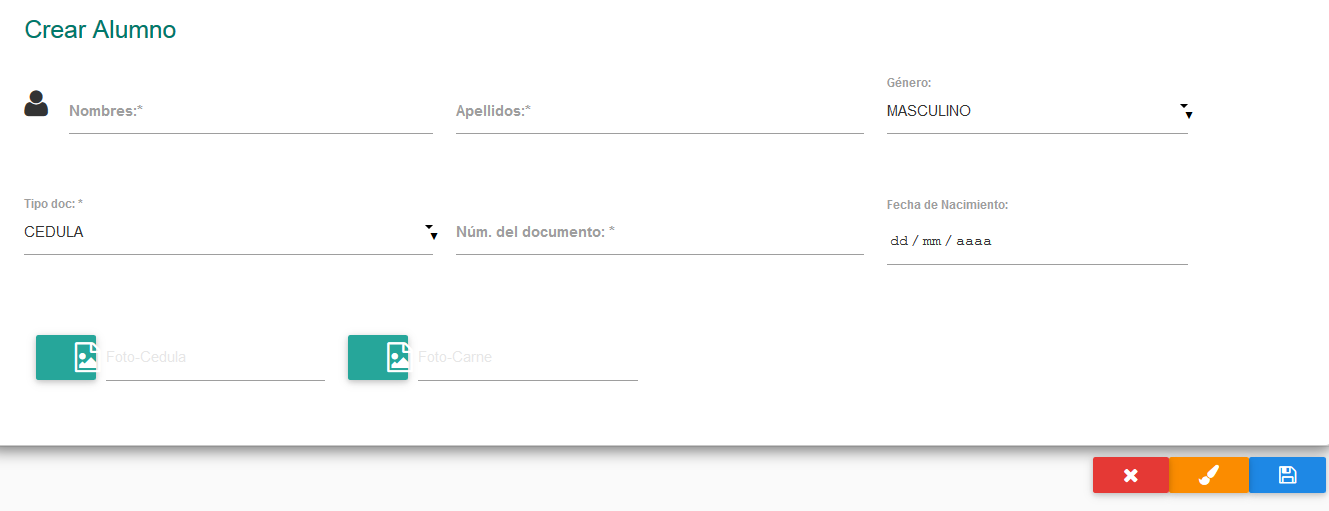 Crear Alumno
Género:
Nombres:* Apellidos:* MASCULINO
Tipo doc: * Fecha de Nacimiento:
CEDULA Núm. del documento: * dd / mm / aaaa
Foto-Cedula Foto-Carne